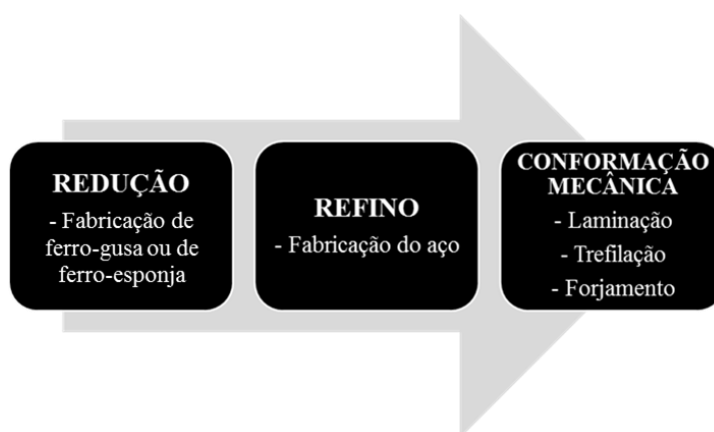 REDUÇÃO
- Fabricação de
ferro-gusa ou de
ferro-esponja
REFINO
- Fabricação do aço
CONFORMAÇÃO
MECÂNICA
- Laminação
- Trefilação
- Forjamento